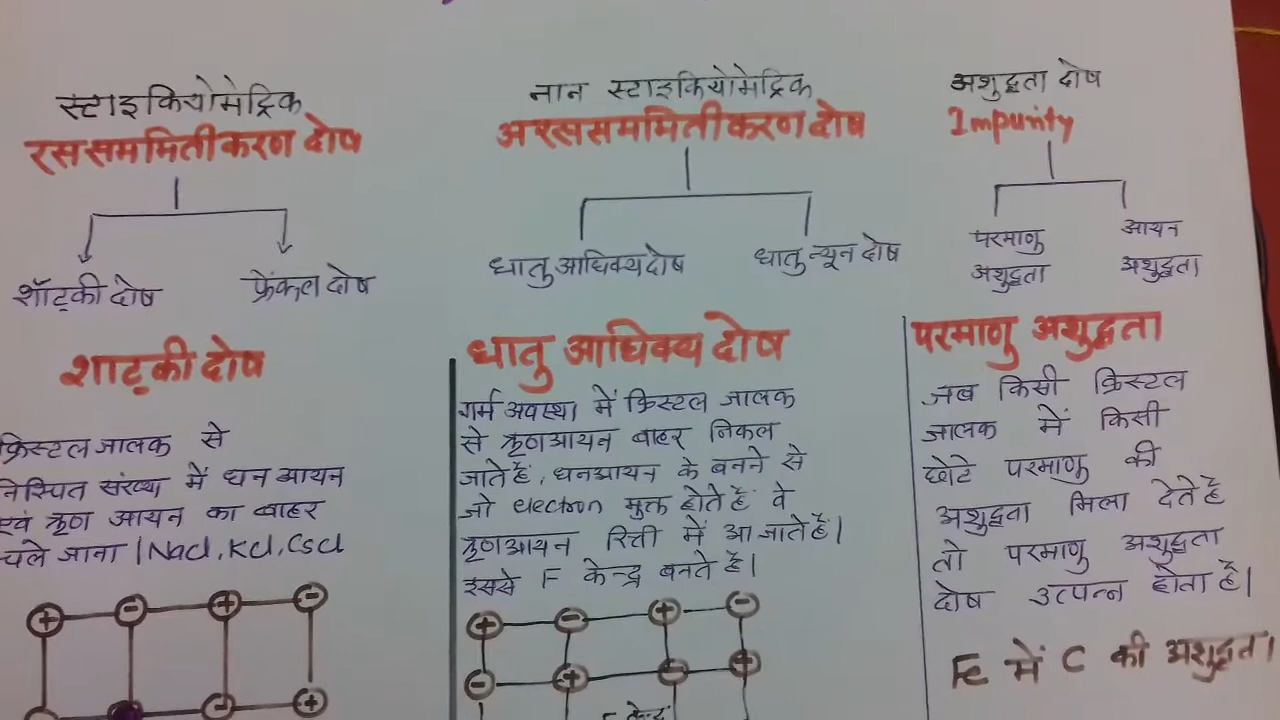 स्टाइकियोमेट्रिक
रससममितीकरण दोष
शॉट्की दोष
फ्रेंकल दोष
नान स्टाइकियोमेट्रिक
अरससममितीकरण दोष
धातु आधिक्य दोष
धातु न्यून दोष
अशुद्धता दोष
Impurity
परमाणु
अशुद्धता
आयन
अशुद्धता
शाट्की दोष
क्रिस्टल जालक से
निश्चित संख्या में धन आयन
एवं ऋण आयन का बाहर
चले जाना। Nacl, Kcl, Cscl
+ - + -
+
धातु आधिक्य दोष
गर्म अवस्था में क्रिस्टल जालक
से ऋणआयन बाहर निकल
जाते हैं, धनआयन के बनने से
जो electron मुक्त होते हैं वे
ऋणआयन रिक्ती में आ जाते हैं।
इससे F केन्द्र बनते हैं।
+ - + -
- + - +
F केन्द्र
परमाणु अशुद्धता
जब किसी क्रिस्टल
जालक में किसी
छोटे परमाणु की
अशुद्धता मिला देते है
तो परमाणु अशुद्धता
दोष उत्पन्न होता है।
Fe में C की अशुद्धता।